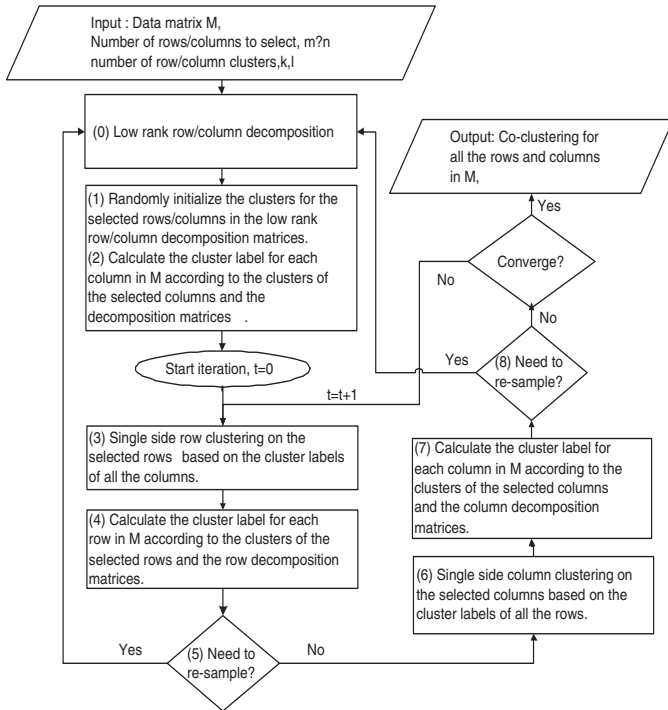 Input : Data matrix M,
Number of rows/columns to select, m?n
number of row/column clusters,k,l
(0) Low rank row/column decomposition
(1) Randomly initialize the clusters for the
selected rows/columns in the low rank
row/column decomposition matrices.
(2) Calculate the cluster label for each
column in M according to the clusters of
the selected columns and the
decomposition matrices .
Start iteration, t=0
t=t+1
(3) Single side row clustering on the
selected rows based on the cluster labels
of all the columns.
(4) Calculate the cluster label for each
row in M according to the clusters of the
selected rows and the row decomposition
matrices.
Yes
(5) Need to
re-sample?
No
(6) Single side column clustering on
the selected columns based on the
cluster labels of all the rows.
(7) Calculate the cluster label for
each column in M according to the
clusters of the selected columns
and the column decomposition
matrices.
Yes
(8) Need to
re-sample?
No
No
Converge?
Yes
Output: Co-clustering for
all the rows and columns
in M,